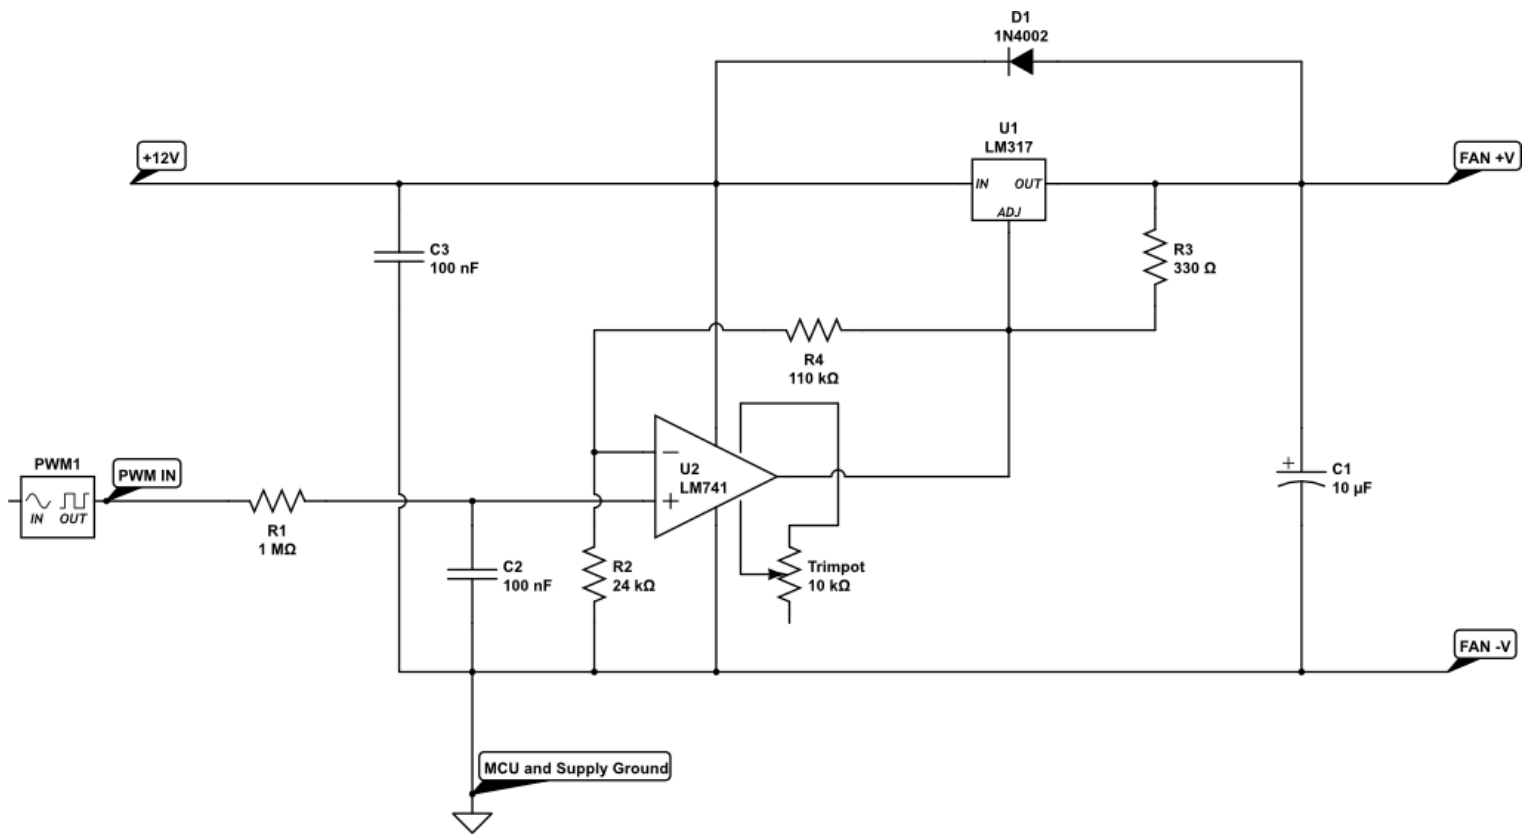 D1
1N4002
U1
LM317
+12V
FAN +V
IN OUT
ADJ
C3
100 nF
R3
330 Ω
R4
110 kΩ
PWM1
PWM IN
IN OUT
R1
1 MΩ
−
+
U2
LM741
+
C1
10 µF
C2
100 nF
R2
24 kΩ
Trimpot
10 kΩ
FAN -V
MCU and Supply Ground